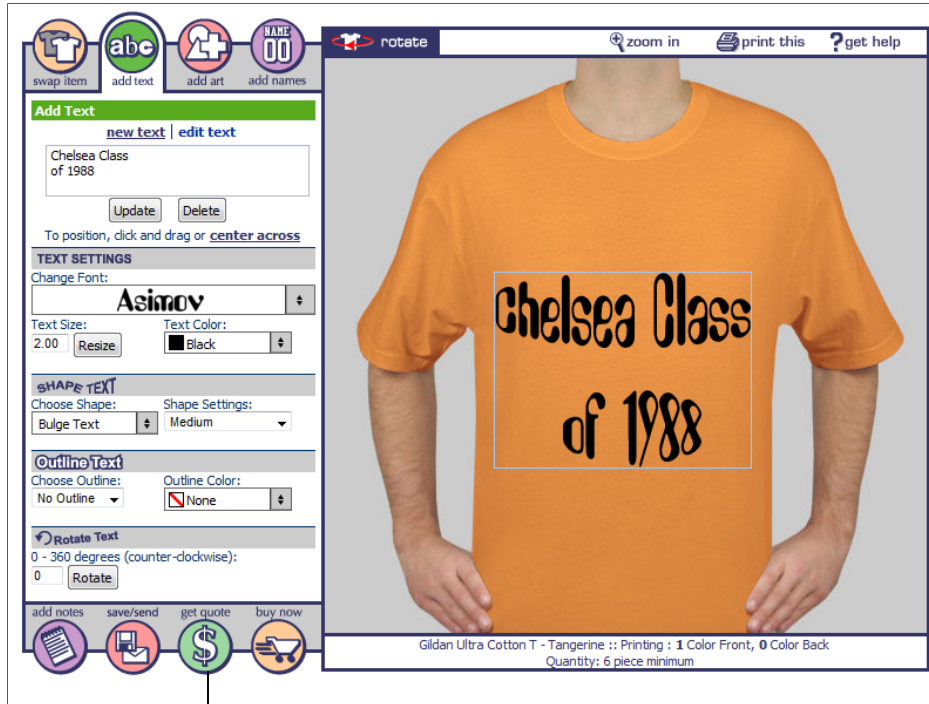 swap item
abc
add text
add art
NAME
00
add names
rotate
zoom in
print this
?get help
Add Text
new text | edit text
Chelsea Class
of 1988
Update Delete
To position, click and drag or center across
TEXT SETTINGS
Change Font:
Asimov
Text Size: Text Color:
2.00 Resize Black
SHAPE TEXT
Choose Shape: Shape Settings:
Bulge Text Medium
Outline Text
Choose Outline: Outline Color:
No Outline None
Rotate Text
0 - 360 degrees (counter-clockwise):
0 Rotate
add notes save/send get quote buy now
$
Chelsea Class
of 1988
Gildan Ultra Cotton T - Tangerine :: Printing : 1 Color Front, 0 Color Back
Quantity: 6 piece minimum